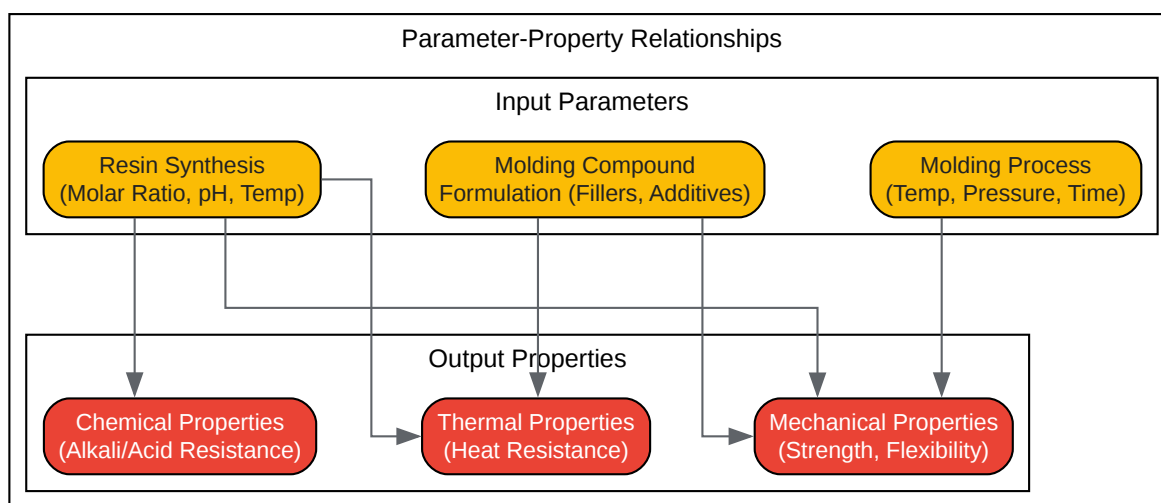 Parameter-Property Relationships
Input Parameters
Resin Synthesis
(Molar Ratio, pH, Temp)
Molding Compound
Formulation (Fillers, Additives)
Molding Process
(Temp, Pressure, Time)
Output Properties
Chemical Properties
(Alkali/Acid Resistance)
Thermal Properties
(Heat Resistance)
Mechanical Properties
(Strength, Flexibility)